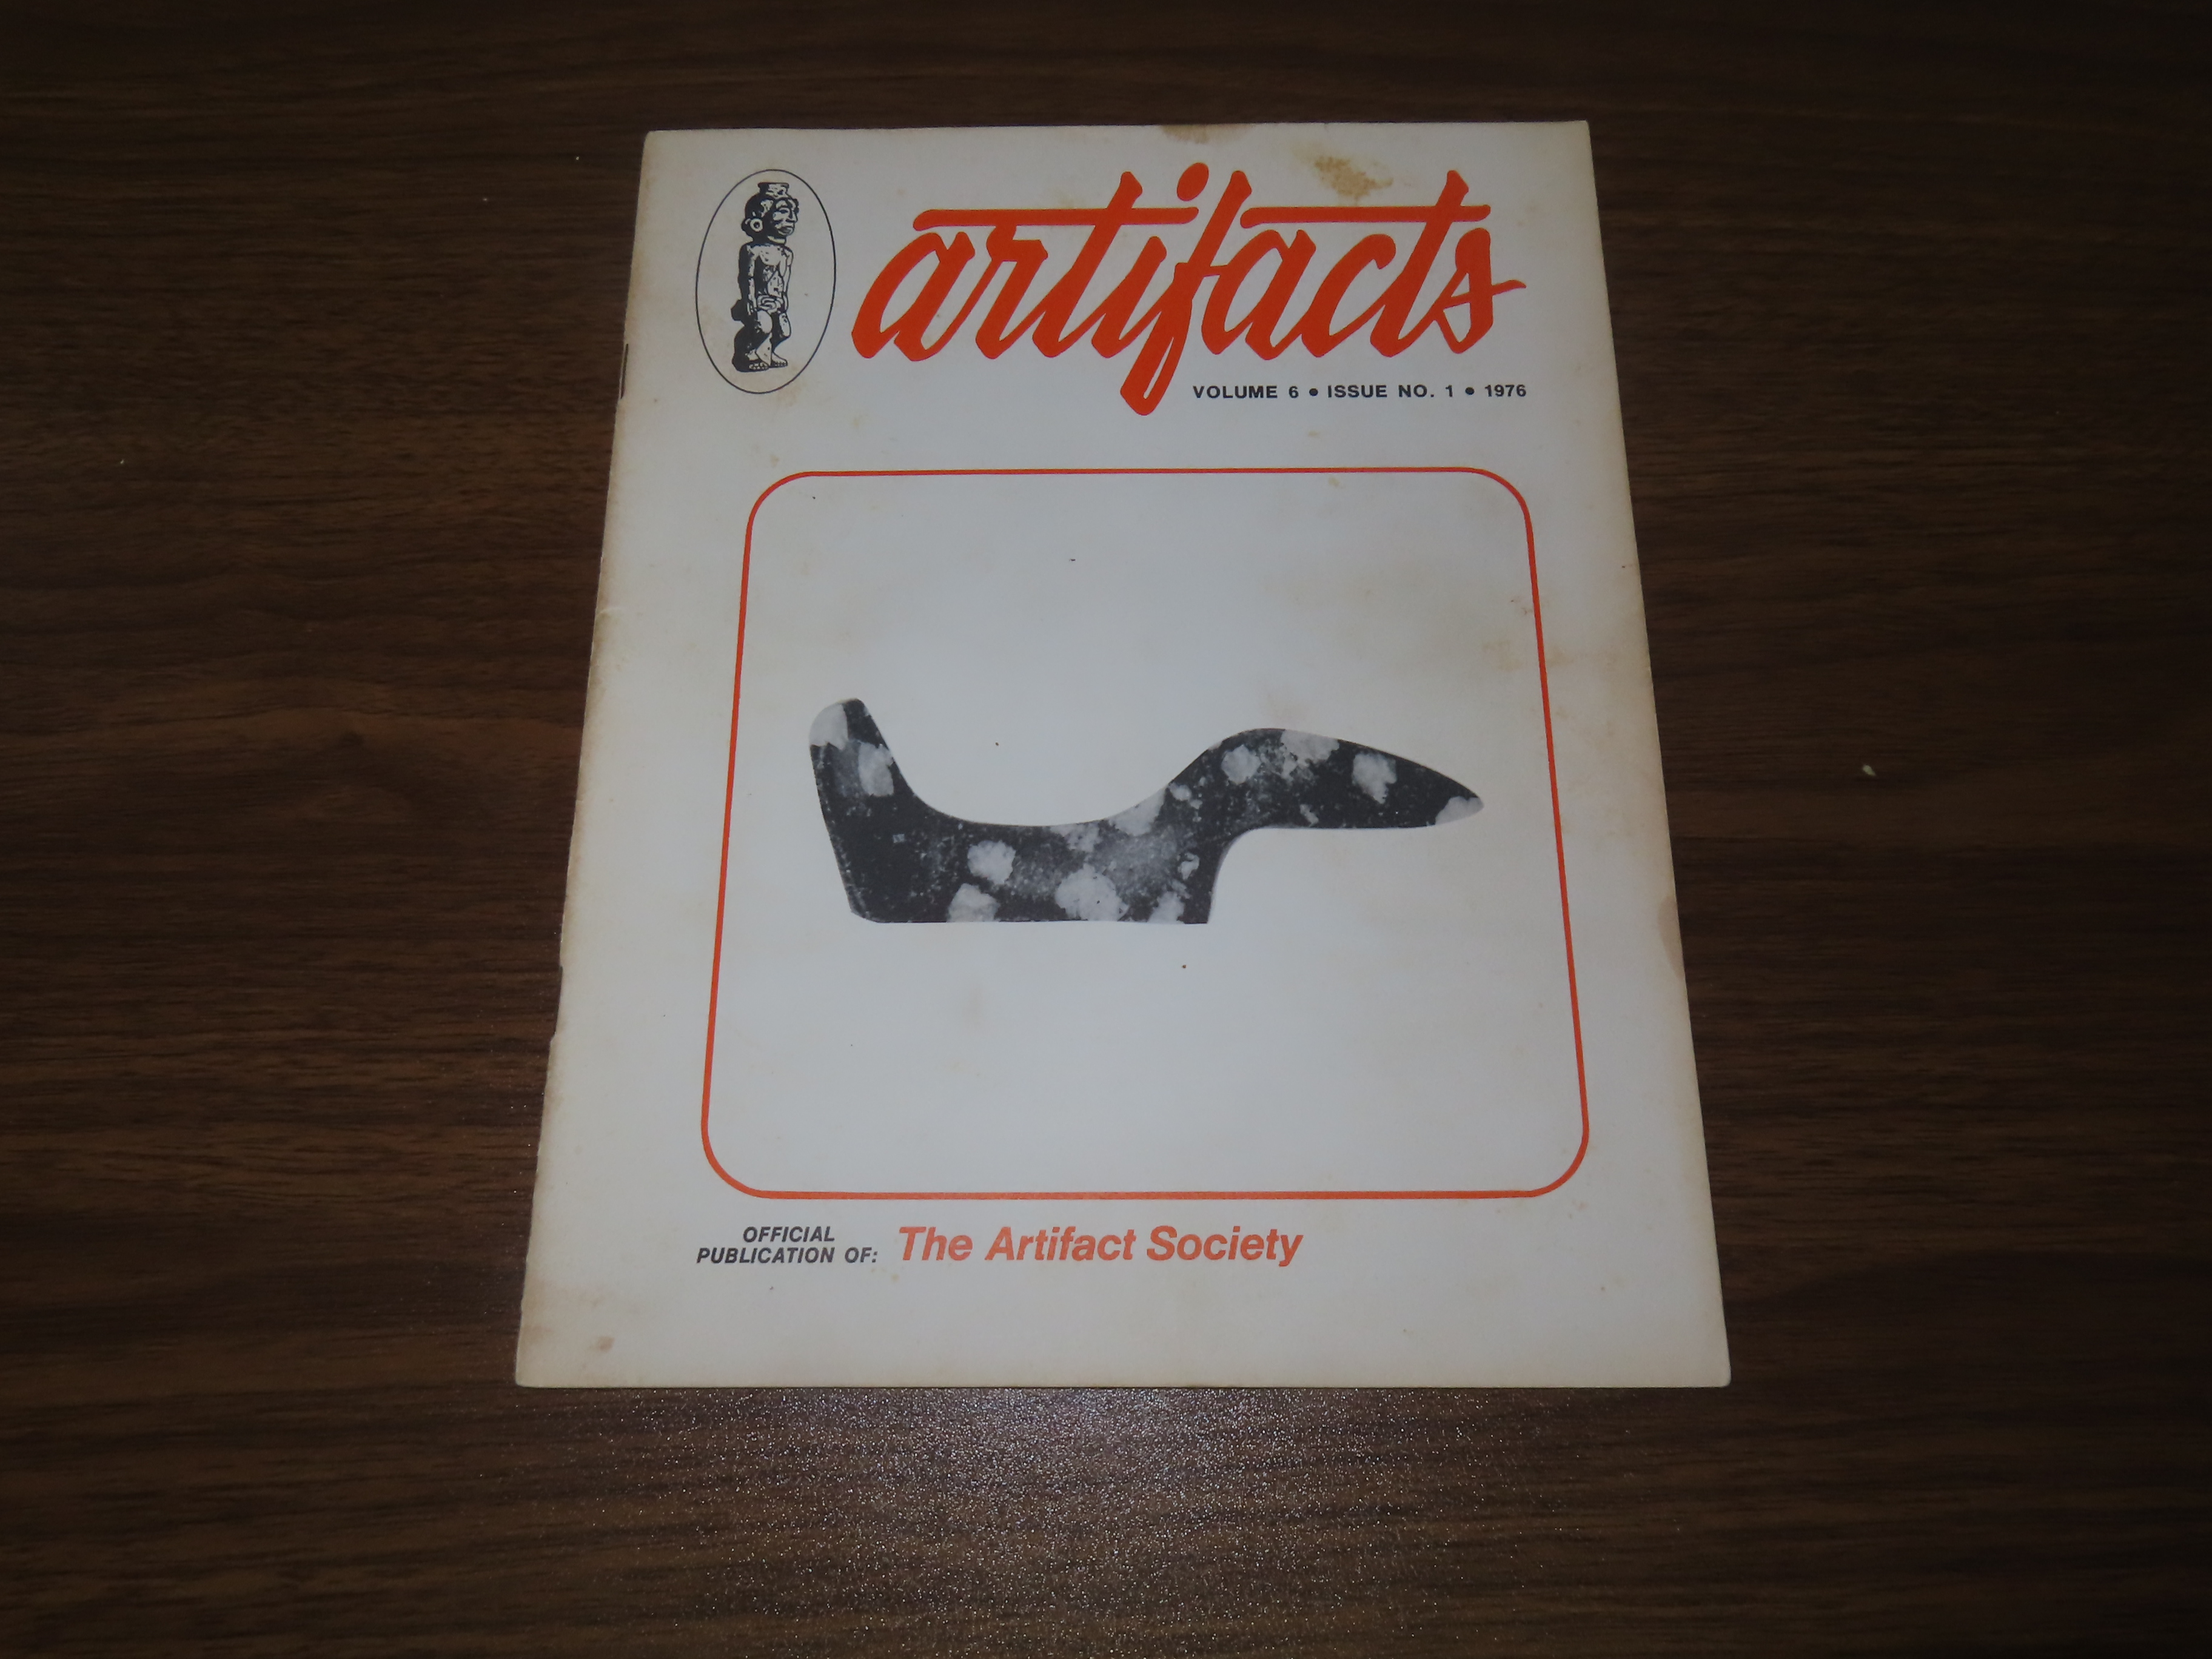 artifacts
VOLUME 6 • ISSUE NO. 1 • 1976
OFFICIAL
PUBLICATION OF: The Artifact Society